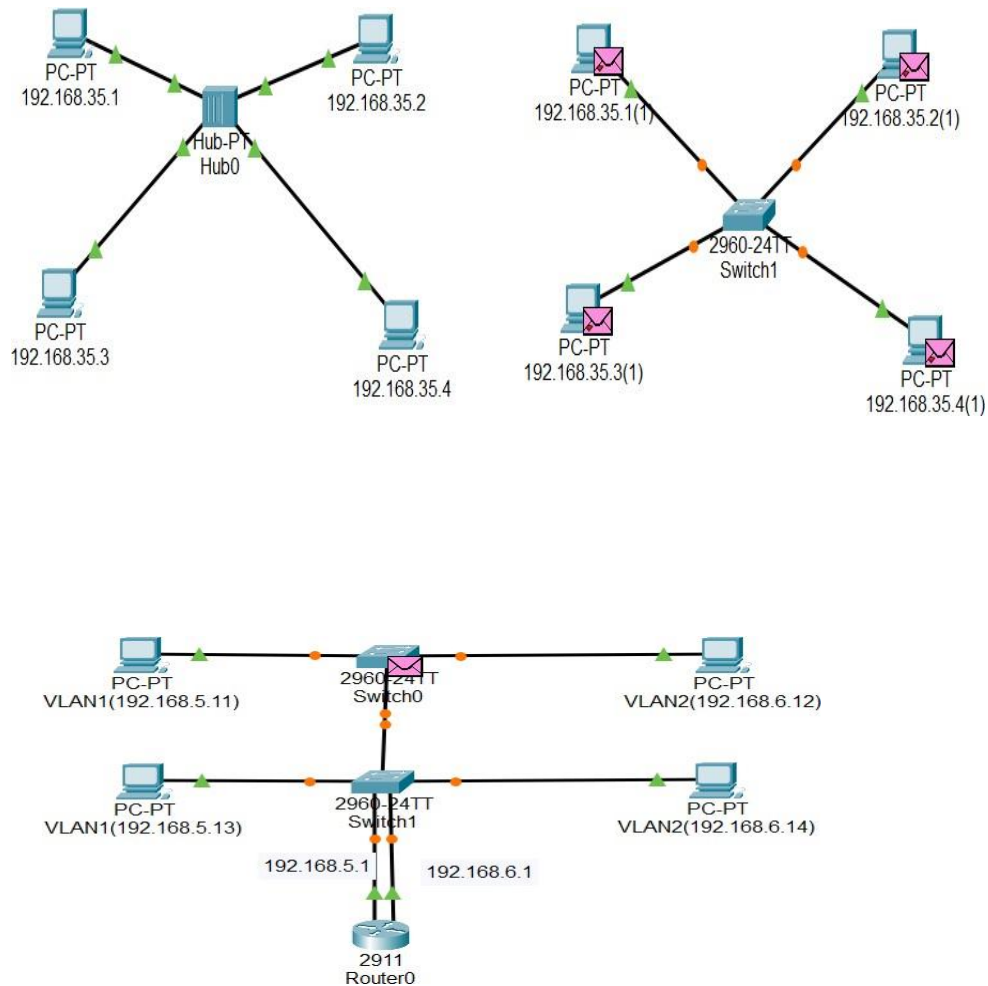 PC-PT
192.168.35.1
PC-PT
192.168.35.2
Hub-PT
Hub0
PC-PT
192.168.35.3
PC-PT
192.168.35.4
PC-PT
192.168.35.1(1)
PC-PT
192.168.35.2(1)
2960-24TT
Switch1
PC-PT
192.168.35.3(1)
PC-PT
192.168.35.4(1)
PC-PT
VLAN1(192.168.5.11)
2960-24TT
Switch0
PC-PT
VLAN2(192.168.6.12)
PC-PT
VLAN1(192.168.5.13)
2960-24TT
Switch1
PC-PT
VLAN2(192.168.6.14)
192.168.5.1
192.168.6.1
2911
Router0